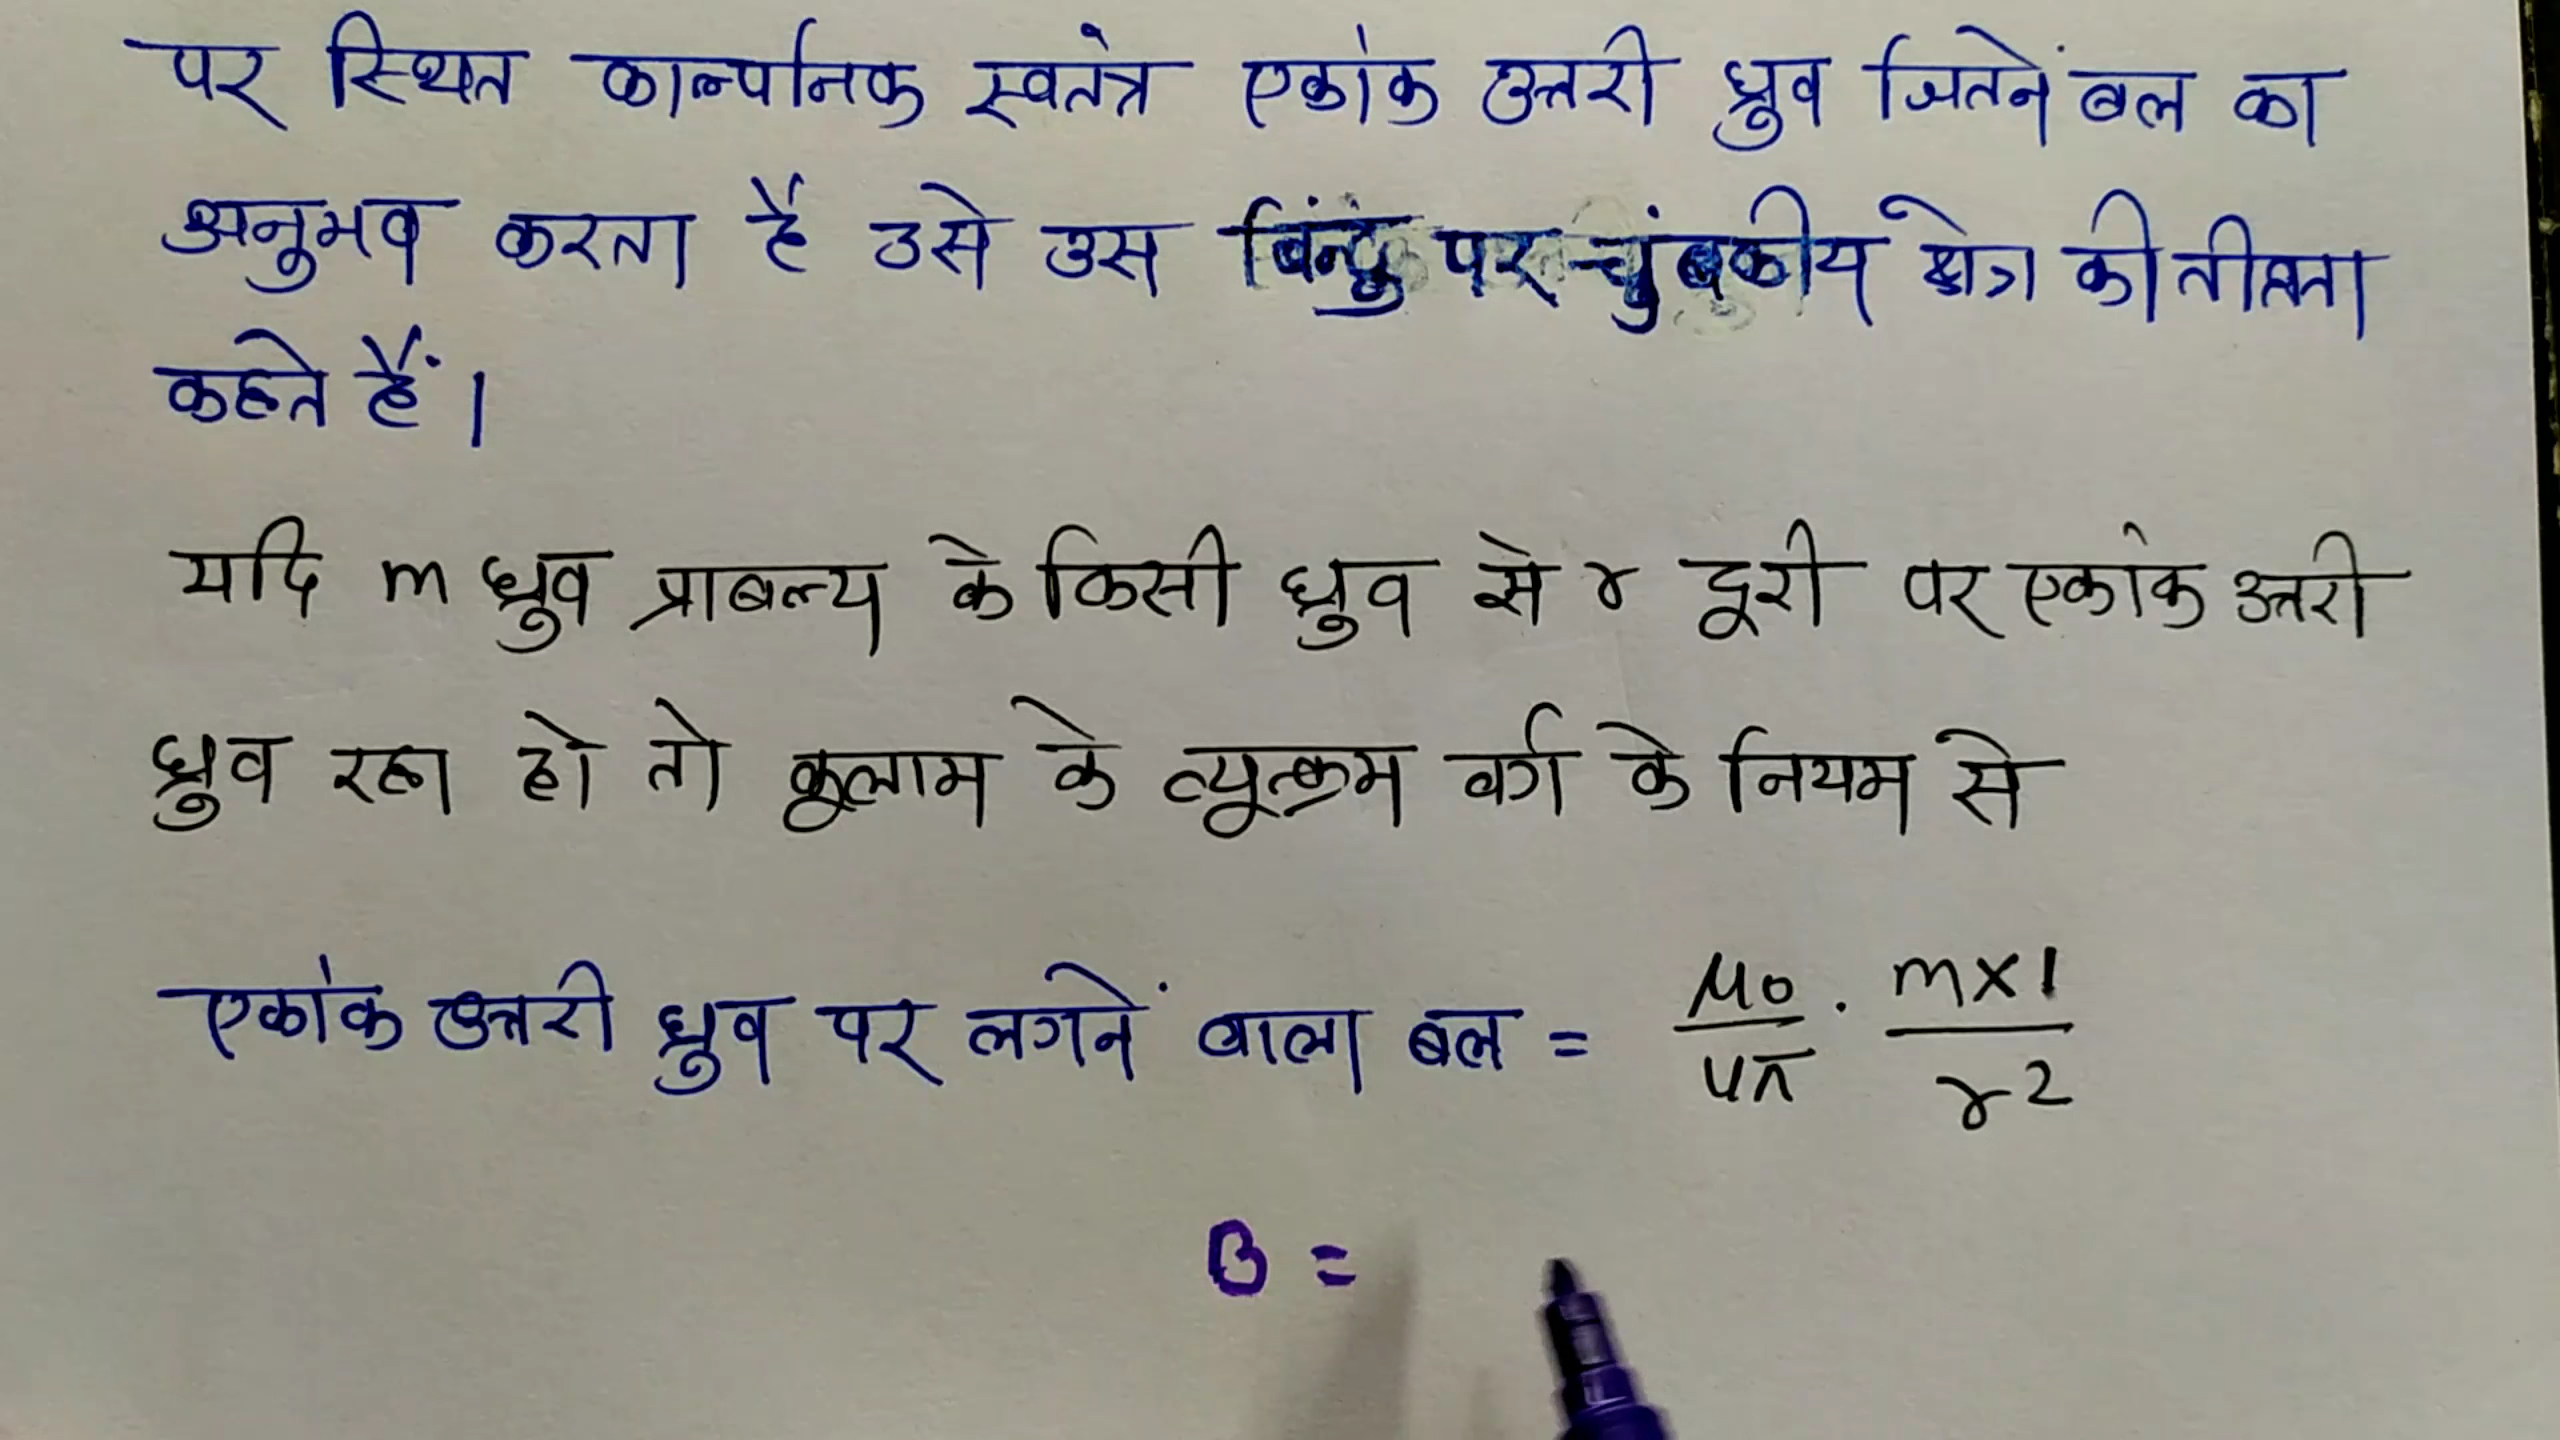 पर स्थित काल्पनिक स्वतंत्र एकांक उत्तरी ध्रुव जितनें बल का
अनुभव करता है उसे उस बिंन्दु पर चुंबकीय क्षेत्र की तीव्रता
कहते हैं।
यदि m ध्रुव प्राबल्य के किसी ध्रुव से r दूरी पर एकांक उत्तरी
ध्रुव रखा हो तो कूलाम के व्युत्क्रम वर्ग के नियम से
एकांक उत्तरी ध्रुव पर लगनें वाला बल = μ0/4π · m×1/r2
B =